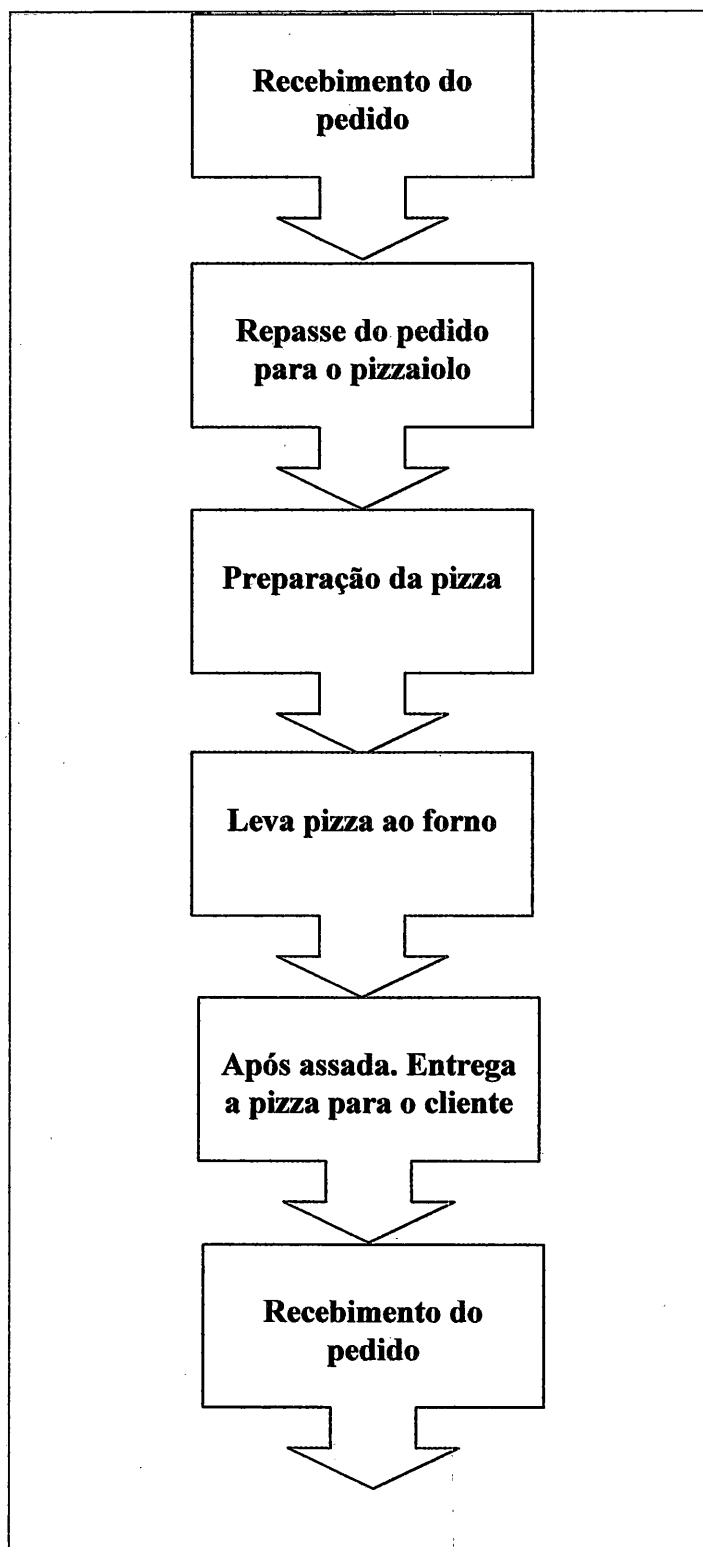 Recebimento do
pedido
Repasse do pedido
para o pizzaiolo
Preparação da pizza
Leva pizza ao forno
Após assada. Entrega
a pizza para o cliente
Recebimento do
pedido